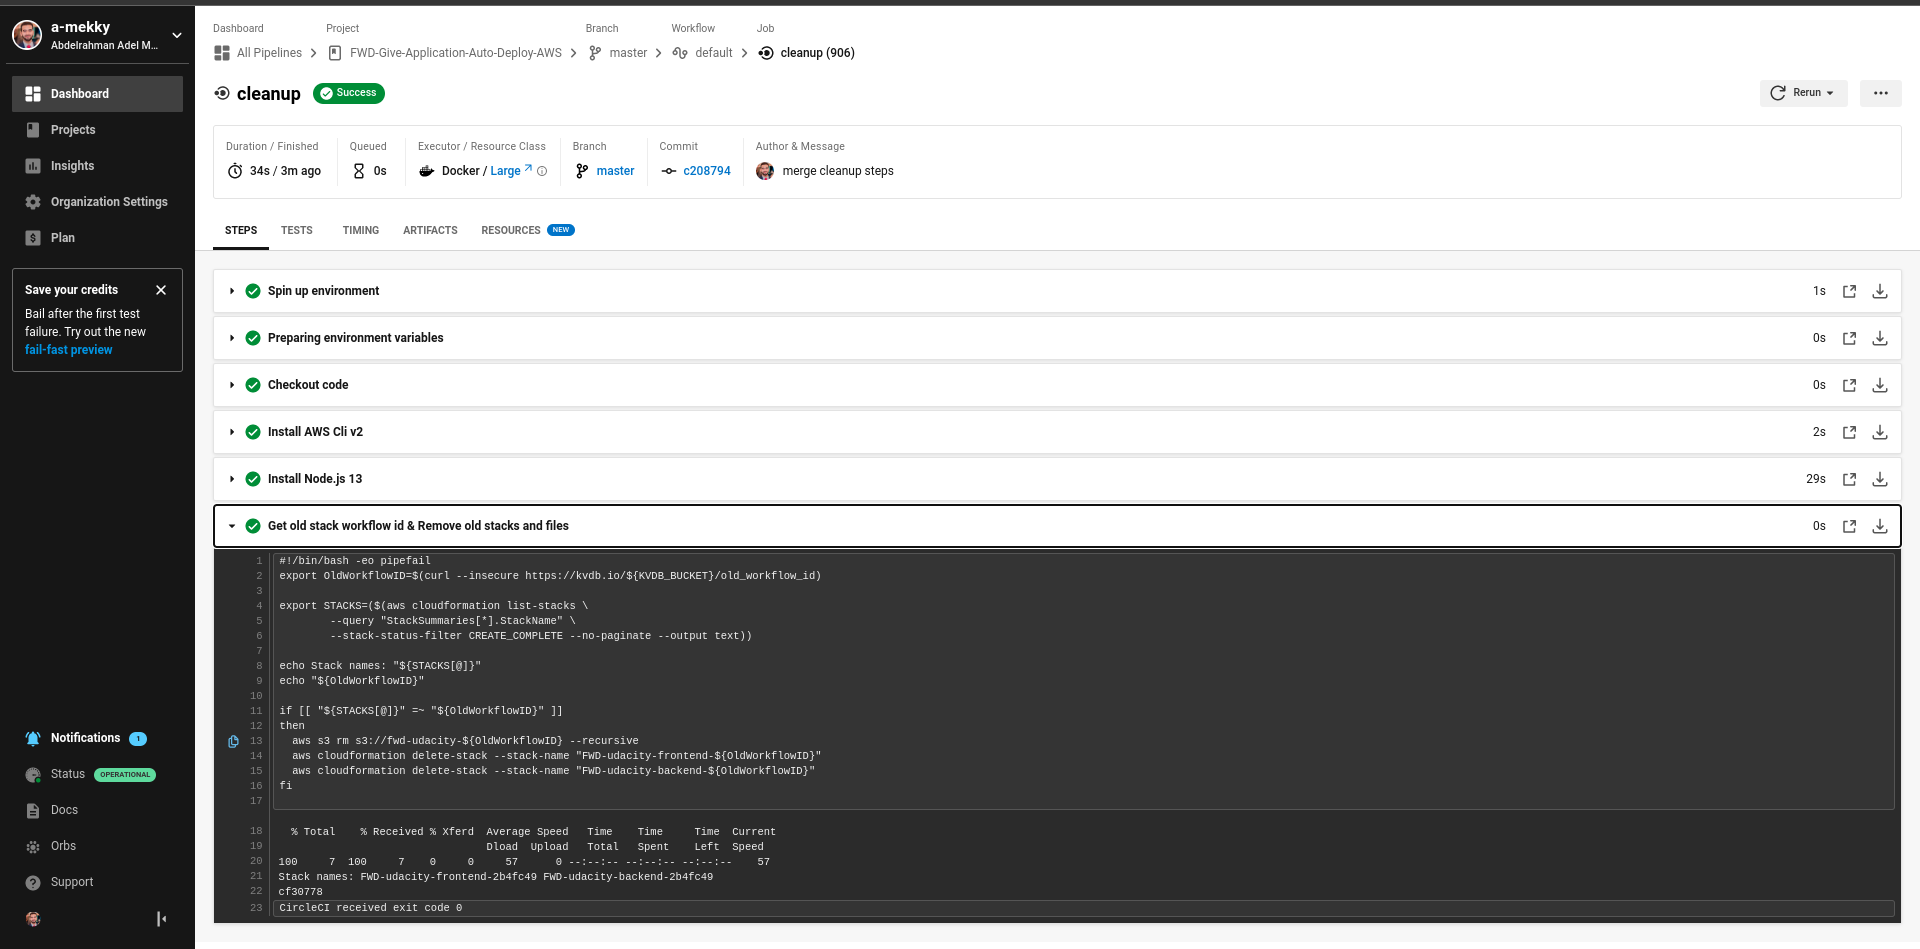 a-mekky
Abdelrahman Adel M...
Dashboard
Projects
Insights
Organization Settings
Plan
Save your credits
Bail after the first test
failure. Try out the new
fail-fast preview
Notifications 1
Status OPERATIONAL
Docs
Orbs
Support
Dashboard Project Branch Workflow Job
All Pipelines FWD-Give-Application-Auto-Deploy-AWS master default cleanup (906)
cleanup Success Rerun
Duration / Finished Queued Executor / Resource Class Branch Commit Author & Message
34s / 3m ago 0s Docker / Large master c208794 merge cleanup steps
STEPS TESTS TIMING ARTIFACTS RESOURCES NEW
Spin up environment 1s
Preparing environment variables 0s
Checkout code 0s
Install AWS Cli v2 2s
Install Node.js 13 29s
Get old stack workflow id & Remove old stacks and files 0s
1 #!/bin/bash -eo pipefail
2 export OldWorkflowID=$(curl --insecure https://kvdb.io/${KVDB_BUCKET}/old_workflow_id)
3
4 export STACKS=($(aws cloudformation list-stacks \
5 --query "StackSummaries[*].StackName" \
6 --stack-status-filter CREATE_COMPLETE --no-paginate --output text))
7
8 echo Stack names: "${STACKS[@]}"
9 echo "${OldWorkflowID}"
10
11 if [[ "${STACKS[@]}" =~ "${OldWorkflowID}" ]]
12 then
13 aws s3 rm s3://fwd-udacity-${OldWorkflowID} --recursive
14 aws cloudformation delete-stack --stack-name "FWD-udacity-frontend-${OldWorkflowID}"
15 aws cloudformation delete-stack --stack-name "FWD-udacity-backend-${OldWorkflowID}"
16 fi
17
18 % Total % Received % Xferd Average Speed Time Time Time Current
19 Dload Upload Total Spent Left Speed
20 100 7 100 7 0 0 57 0 --:--:-- --:--:-- --:--:-- 57
21 Stack names: FWD-udacity-frontend-2b4fc49 FWD-udacity-backend-2b4fc49
22 cf30778
23 CircleCI received exit code 0